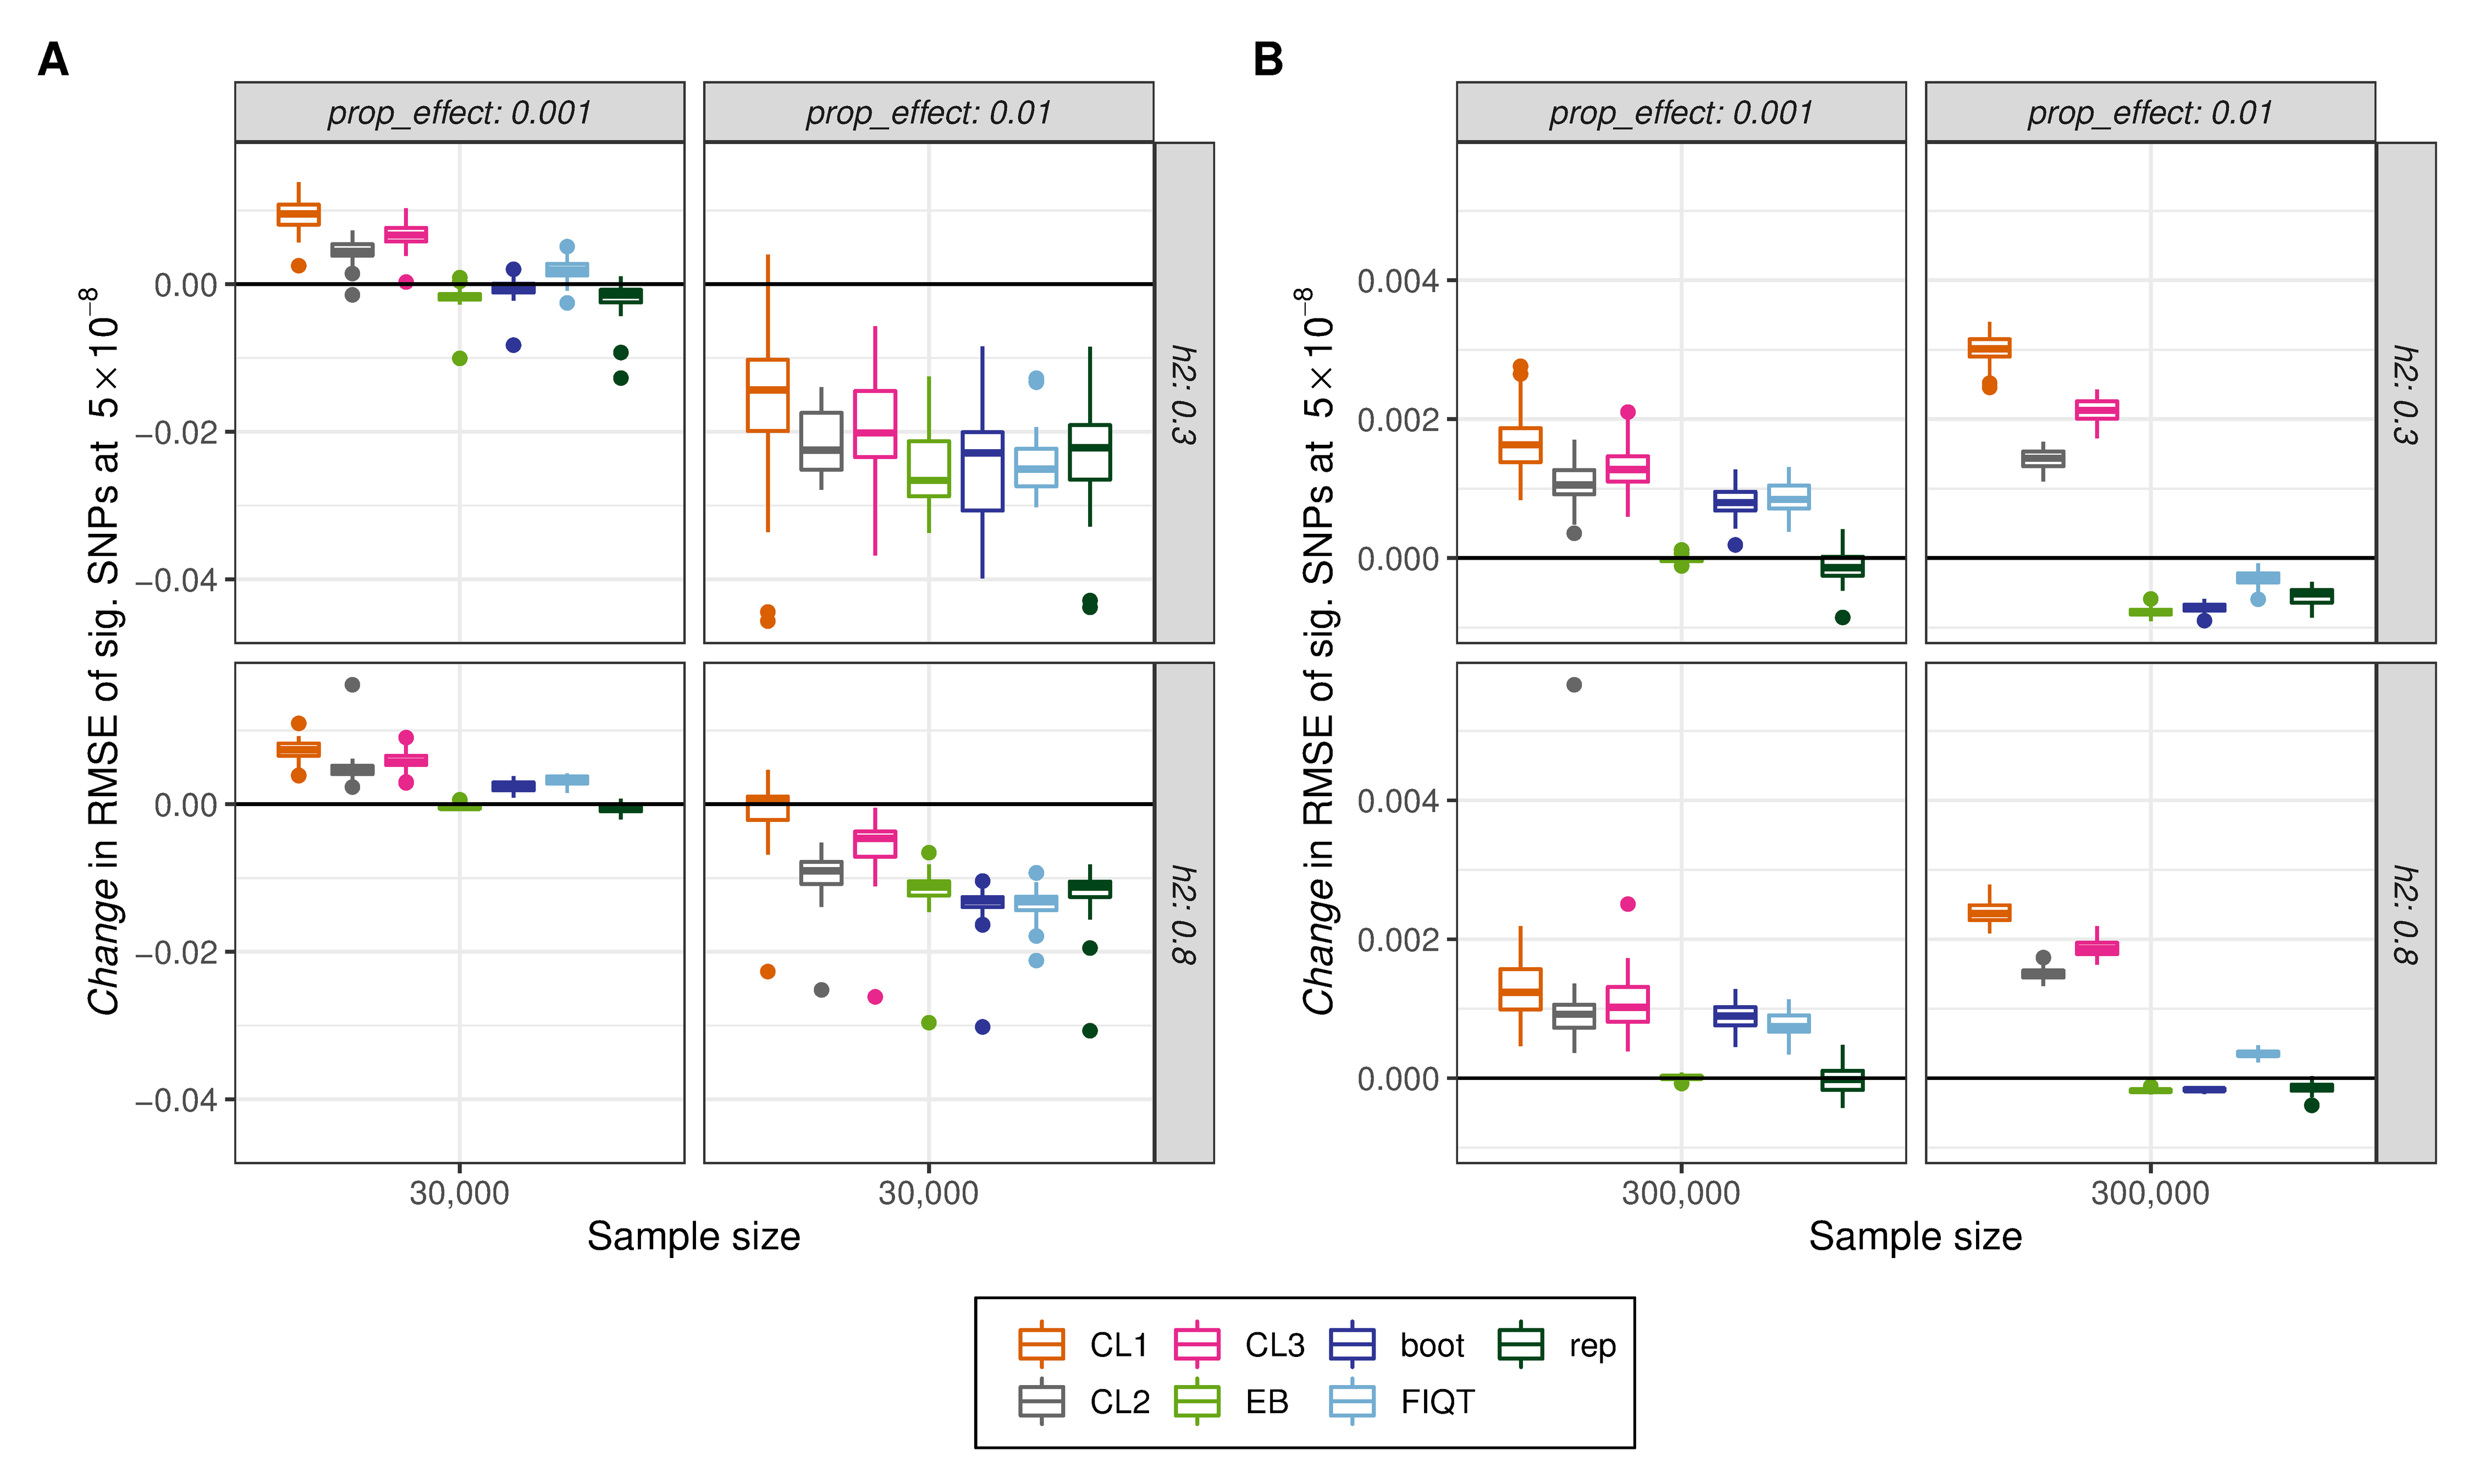 A
B
prop_effect: 0.001
prop_effect: 0.01
prop_effect: 0.001
prop_effect: 0.01
Change in RMSE of sig. SNPs at 5×10⁻⁸
0.00
−0.02
−0.04
h2: 0.3
0.00
−0.02
−0.04
h2: 0.8
30,000
30,000
Sample size
Change in RMSE of sig. SNPs at 5×10⁻⁸
0.004
0.002
0.000
h2: 0.3
0.004
0.002
0.000
h2: 0.8
300,000
300,000
Sample size
CL1
CL3
boot
rep
CL2
EB
FIQT